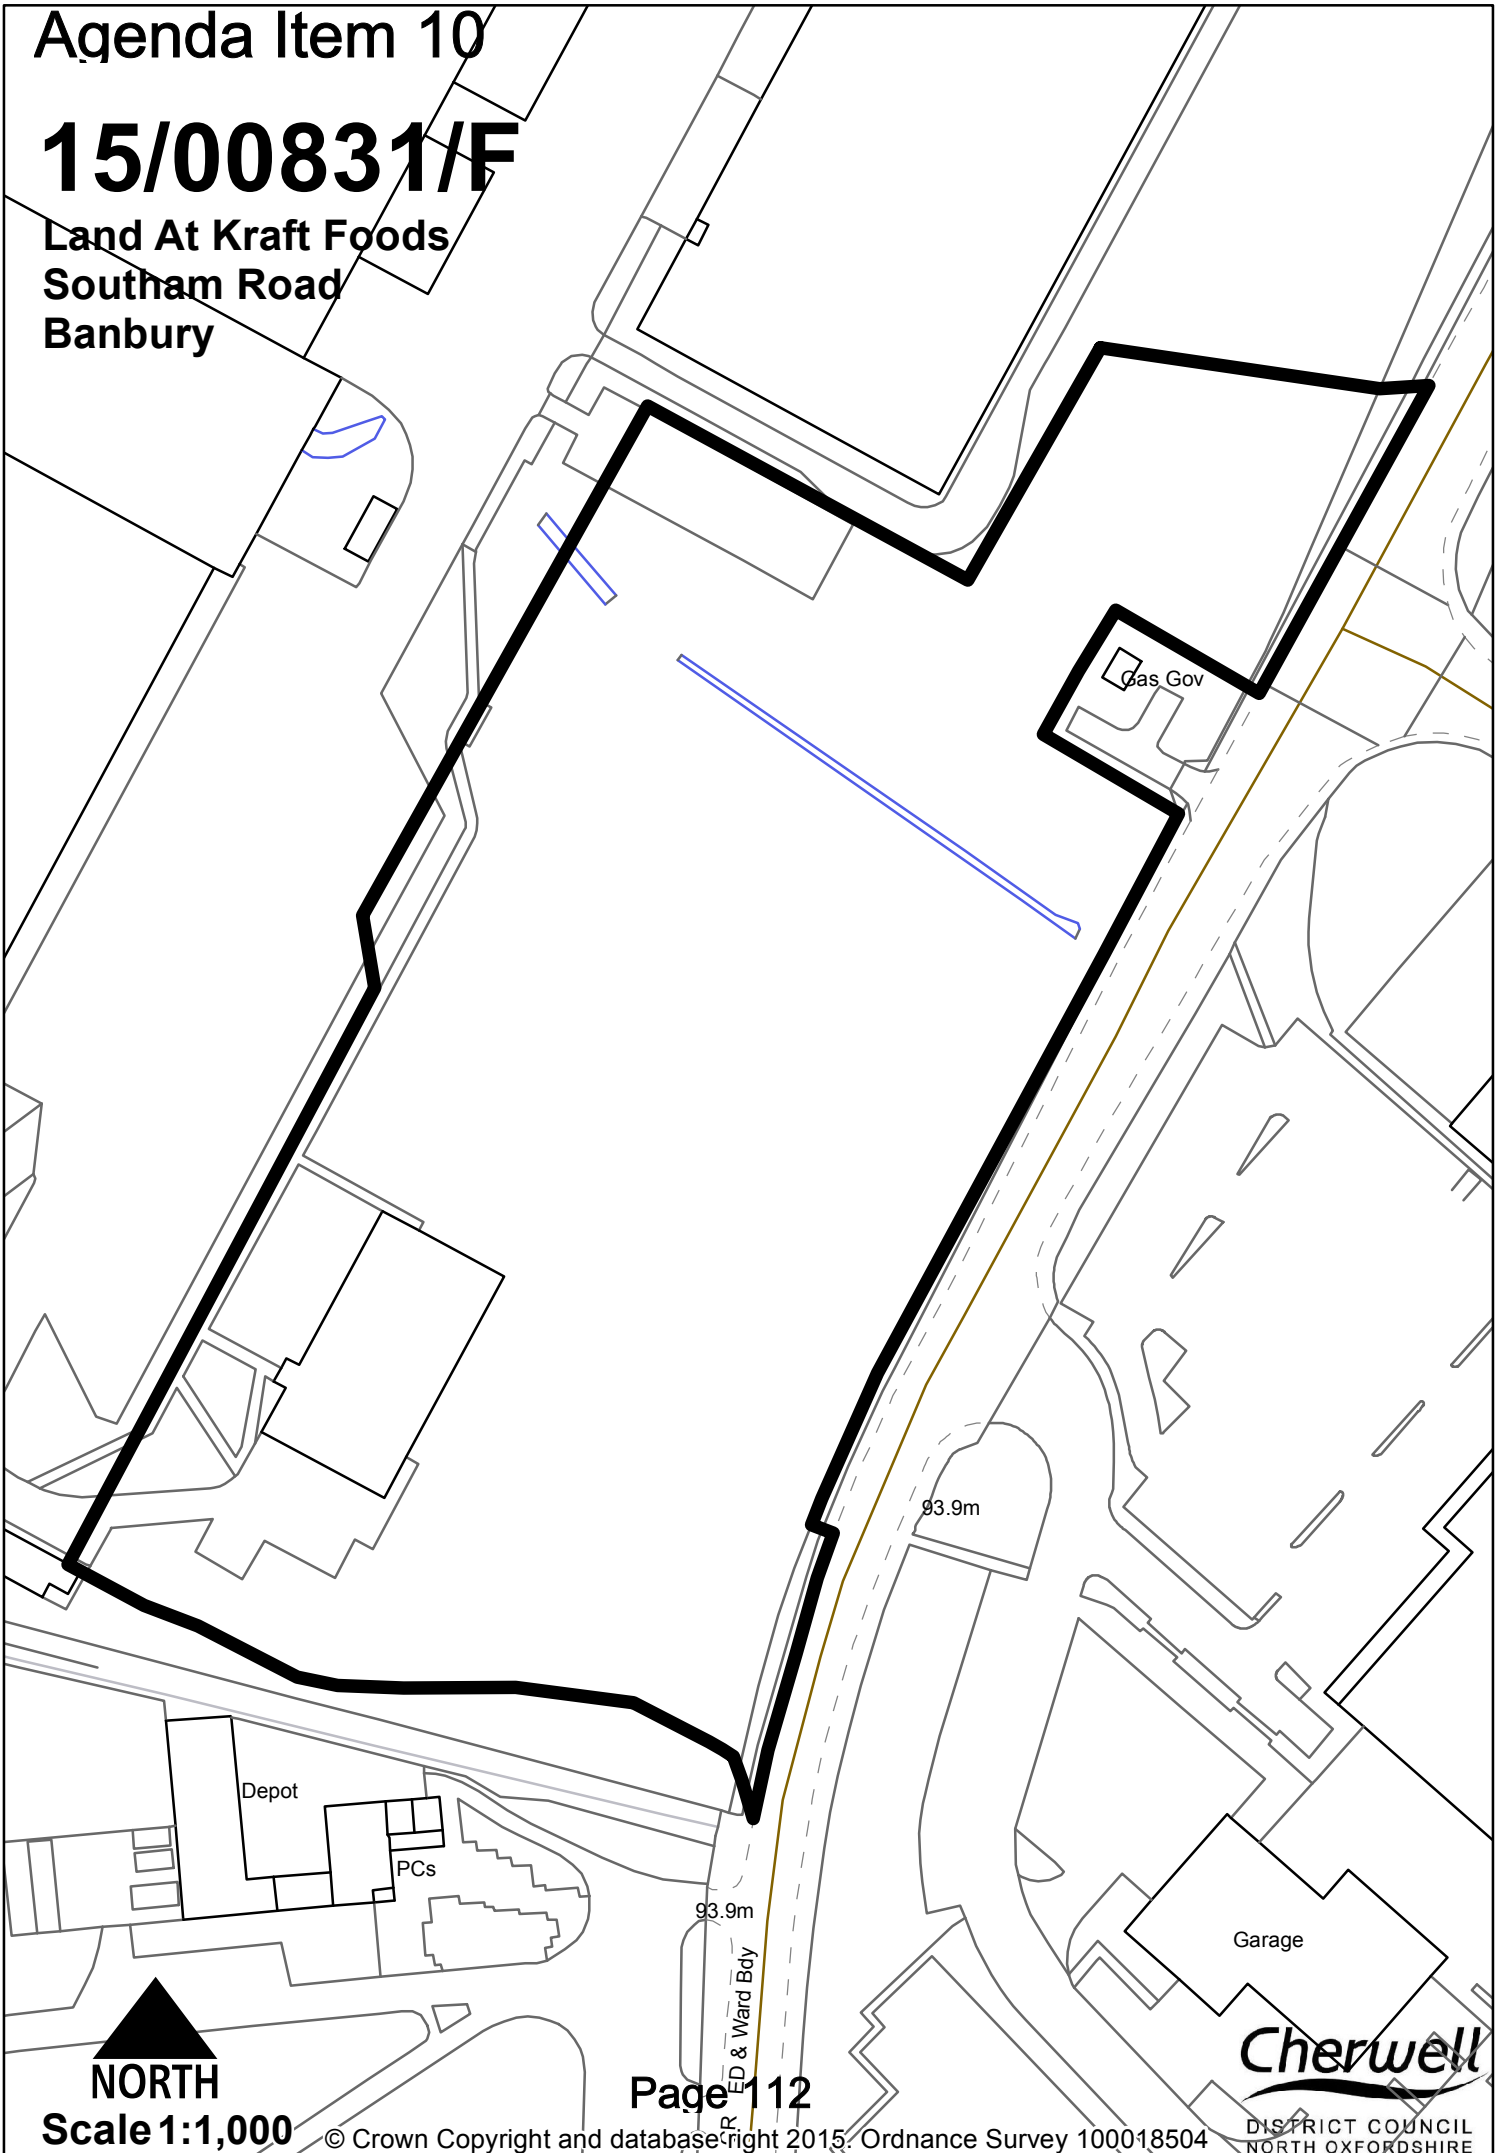 Agenda Item 10
15/00831/F
Land At Kraft Foods
Southam Road
Banbury
Gas Gov
93.9m
Depot
PCs
93.9m
Garage
CR
ED & Ward Bdy
NORTH
Scale 1:1,000
Page 112
© Crown Copyright and database right 2015. Ordnance Survey 100018504
Cherwell
DISTRICT COUNCIL
NORTH OXFORDSHIRE